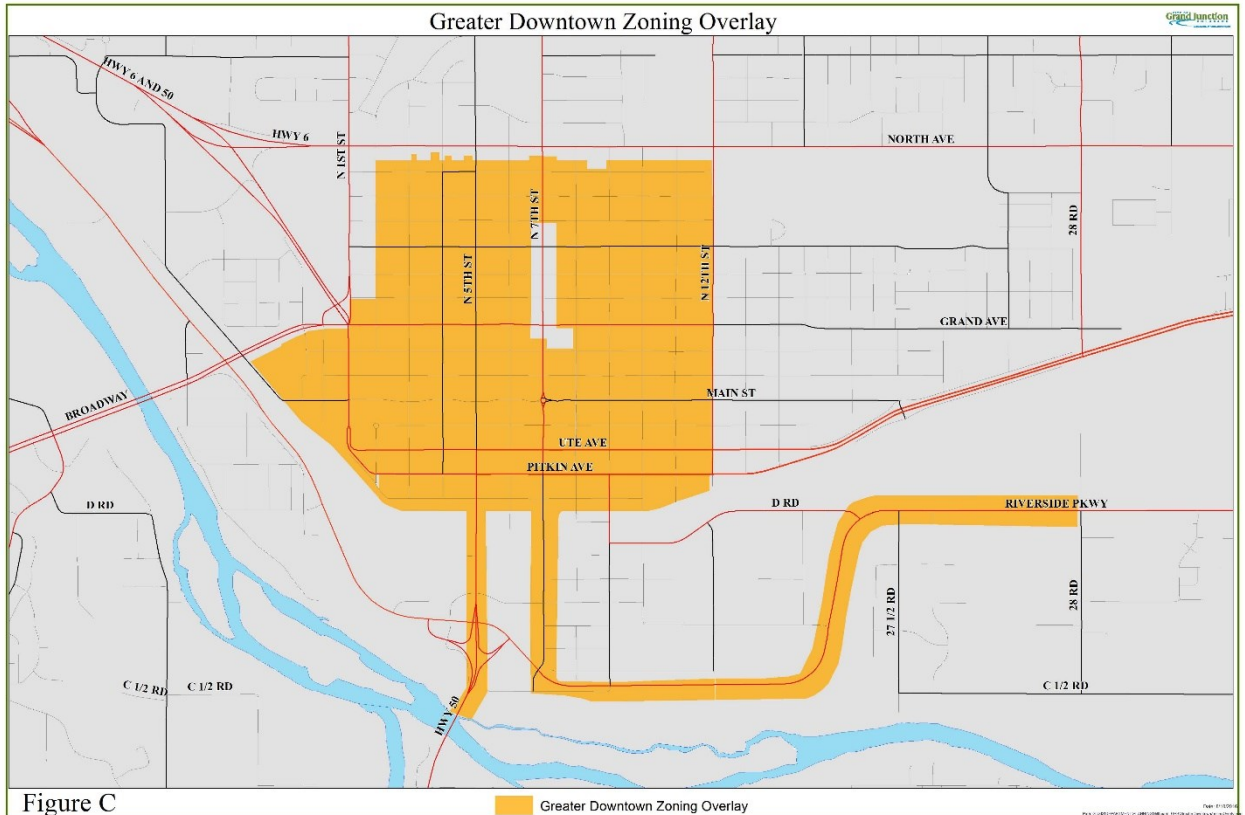 Greater Downtown Zoning Overlay
Grand Junction
HWY 6 AND 50
HWY 6
NORTH AVE
N 1ST ST
N 7TH ST
28 RD
N 5TH ST
N 12TH ST
GRAND AVE
BROADWAY
MAIN ST
UTE AVE
PITKIN AVE
D RD
D RD
RIVERSIDE PKWY
27 1/2 RD
28 RD
C 1/2 RD
C 1/2 RD
C 1/2 RD
HWY 50
Figure C
Greater Downtown Zoning Overlay